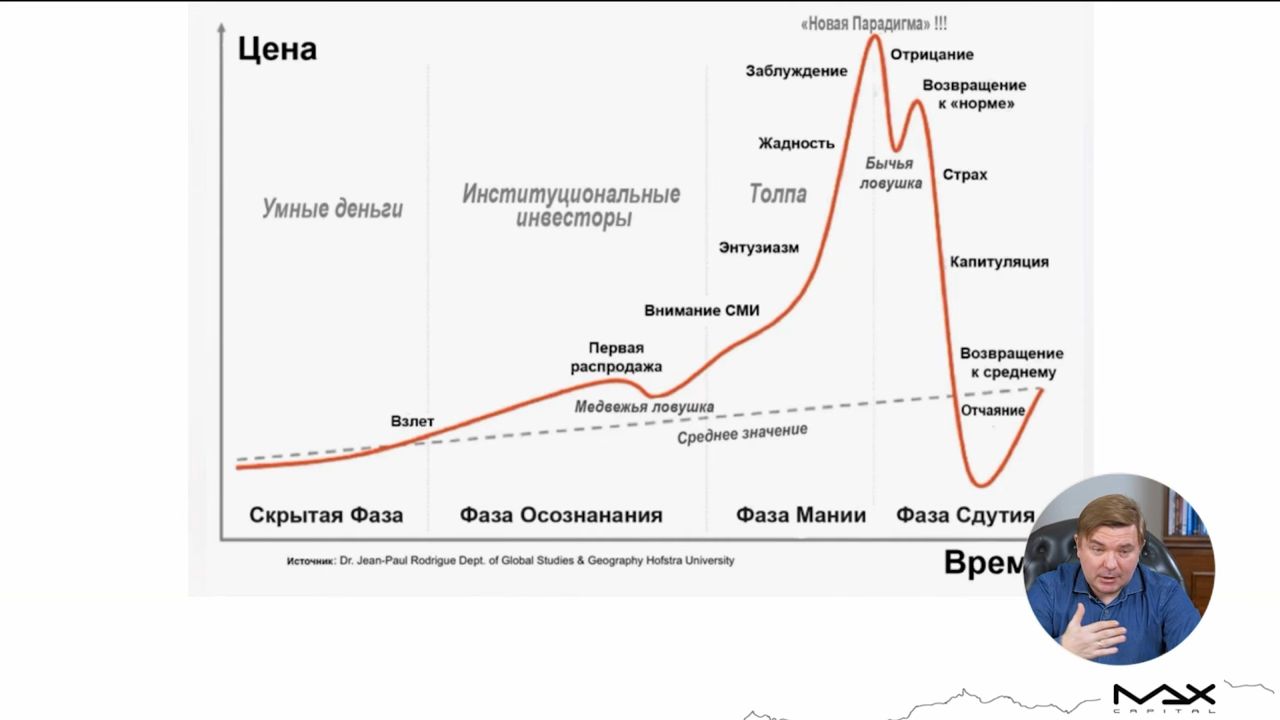 «Новая Парадигма» !!!
Цена
Отрицание
Заблуждение
Возвращение
к «норме»
Жадность
Бычья
ловушка
Страх
Умные деньги
Институциональные
инвесторы
Толпа
Энтузиазм
Капитуляция
Внимание СМИ
Первая
распродажа
Возвращение
к среднему
Медвежья ловушка
Отчаяние
Взлет
Среднее значение
Скрытая Фаза
Фаза Осознанания
Фаза Мании
Фаза Сдутия
Источник: Dr. Jean-Paul Rodrigue Dept. of Global Studies & Geography Hofstra University
Врем
MAX
CAPITAL